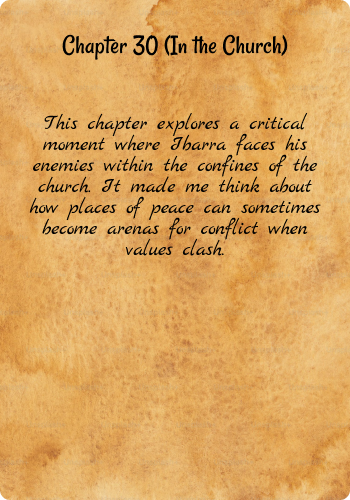 Chapter 30 (In the Church)
This chapter explores a critical
moment where Ibarra faces his
enemies within the confines of the
church. It made me think about
how places of peace can sometimes
become arenas for conflict when
values clash.